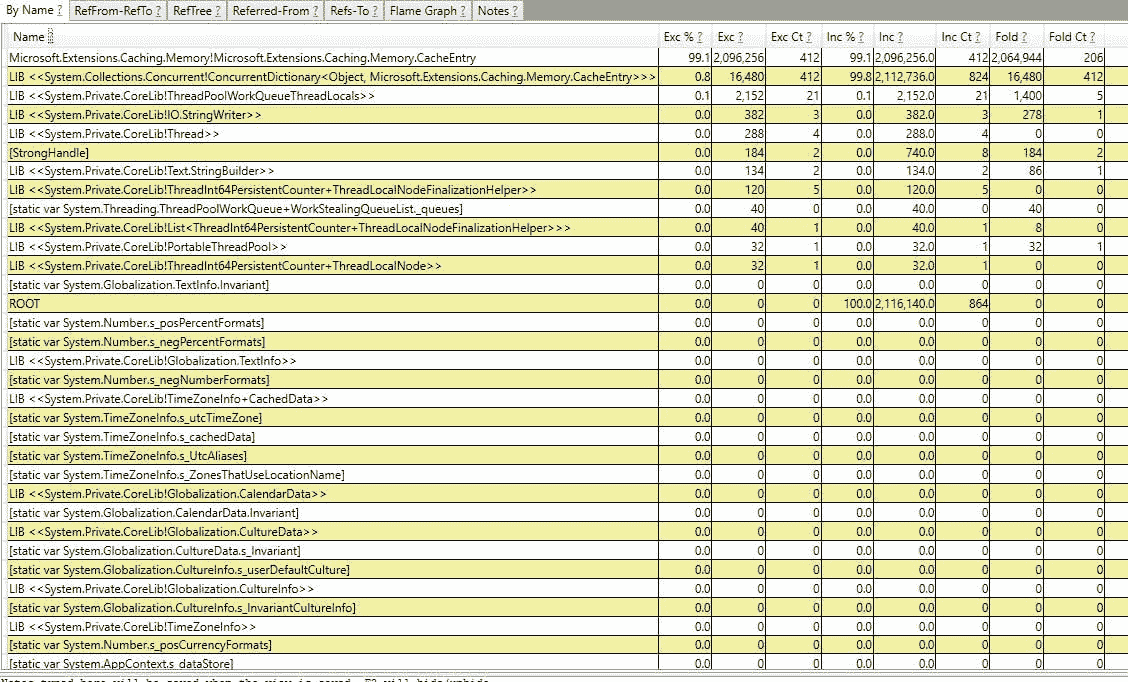 By Name ? RefFrom-RefTo ? RefTree ? Referred-From ? Refs-To ? Flame Graph ? Notes ?
Name ? Exc % ? Exc ? Exc Ct ? Inc % ? Inc ? Inc Ct ? Fold ? Fold Ct ?
Microsoft.Extensions.Caching.Memory!Microsoft.Extensions.Caching.Memory.CacheEntry 99.1 2,096,256 412 99.1 2,096,256.0 412 2,064,944 206
LIB <<System.Collections.Concurrent!ConcurrentDictionary<Object, Microsoft.Extensions.Caching.Memory.CacheEntry>>> 0.8 16,480 412 99.8 2,112,736.0 824 16,480 412
LIB <<System.Private.CoreLib!ThreadPoolWorkQueueThreadLocals>> 0.1 2,152 21 0.1 2,152.0 21 1,400 5
LIB <<System.Private.CoreLib!IO.StringWriter>> 0.0 382 3 0.0 382.0 3 278 1
LIB <<System.Private.CoreLib!Thread>> 0.0 288 4 0.0 288.0 4 0 0
[StrongHandle] 0.0 184 2 0.0 740.0 8 184 2
LIB <<System.Private.CoreLib!Text.StringBuilder>> 0.0 134 2 0.0 134.0 2 86 1
LIB <<System.Private.CoreLib!ThreadInt64PersistentCounter+ThreadLocalNodeFinalizationHelper>> 0.0 120 5 0.0 120.0 5 0 0
[static var System.Threading.ThreadPoolWorkQueue+WorkStealingQueueList._queues] 0.0 40 0 0.0 40.0 0 40 0
LIB <<System.Private.CoreLib!List<ThreadInt64PersistentCounter+ThreadLocalNodeFinalizationHelper>>> 0.0 40 1 0.0 40.0 1 8 0
LIB <<System.Private.CoreLib!PortableThreadPool>> 0.0 32 1 0.0 32.0 1 32 1
LIB <<System.Private.CoreLib!ThreadInt64PersistentCounter+ThreadLocalNode>> 0.0 32 1 0.0 32.0 1 0 0
[static var System.Globalization.TextInfo.Invariant] 0.0 0 0 0.0 0.0 0 0 0
ROOT 0.0 0 0 100.0 2,116,140.0 864 0 0
[static var System.Number.s_posPercentFormats] 0.0 0 0 0.0 0.0 0 0 0
[static var System.Number.s_negPercentFormats] 0.0 0 0 0.0 0.0 0 0 0
LIB <<System.Private.CoreLib!Globalization.TextInfo>> 0.0 0 0 0.0 0.0 0 0 0
[static var System.Number.s_negNumberFormats] 0.0 0 0 0.0 0.0 0 0 0
LIB <<System.Private.CoreLib!TimeZoneInfo+CachedData>> 0.0 0 0 0.0 0.0 0 0 0
[static var System.TimeZoneInfo.s_utcTimeZone] 0.0 0 0 0.0 0.0 0 0 0
[static var System.TimeZoneInfo.s_cachedData] 0.0 0 0 0.0 0.0 0 0 0
[static var System.TimeZoneInfo.s_UtcAliases] 0.0 0 0 0.0 0.0 0 0 0
[static var System.TimeZoneInfo.s_ZonesThatUseLocationName] 0.0 0 0 0.0 0.0 0 0 0
LIB <<System.Private.CoreLib!Globalization.CalendarData>> 0.0 0 0 0.0 0.0 0 0 0
[static var System.Globalization.CalendarData.Invariant] 0.0 0 0 0.0 0.0 0 0 0
LIB <<System.Private.CoreLib!Globalization.CultureData>> 0.0 0 0 0.0 0.0 0 0 0
[static var System.Globalization.CultureData.s_Invariant] 0.0 0 0 0.0 0.0 0 0 0
[static var System.Globalization.CultureInfo.s_userDefaultCulture] 0.0 0 0 0.0 0.0 0 0 0
LIB <<System.Private.CoreLib!Globalization.CultureInfo>> 0.0 0 0 0.0 0.0 0 0 0
[static var System.Globalization.CultureInfo.s_InvariantCultureInfo] 0.0 0 0 0.0 0.0 0 0 0
LIB <<System.Private.CoreLib!TimeZoneInfo>> 0.0 0 0 0.0 0.0 0 0 0
[static var System.Number.s_posCurrencyFormats] 0.0 0 0 0.0 0.0 0 0 0
[static var System.AppContext.s_dataStore] 0.0 0 0 0.0 0.0 0 0 0